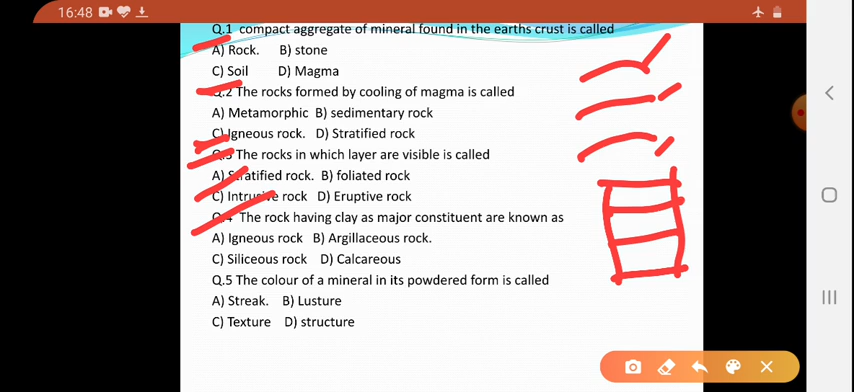 16:48
Q.1 compact aggregate of mineral found in the earths crust is called
A) Rock. B) stone
C) Soil D) Magma
Q.2 The rocks formed by cooling of magma is called
A) Metamorphic B) sedimentary rock
C) Igneous rock. D) Stratified rock
Q.3 The rocks in which layer are visible is called
A) Stratified rock. B) foliated rock
C) Intrusive rock D) Eruptive rock
Q.4 The rock having clay as major constituent are known as
A) Igneous rock B) Argillaceous rock.
C) Siliceous rock D) Calcareous
Q.5 The colour of a mineral in its powdered form is called
A) Streak. B) Lusture
C) Texture D) structure